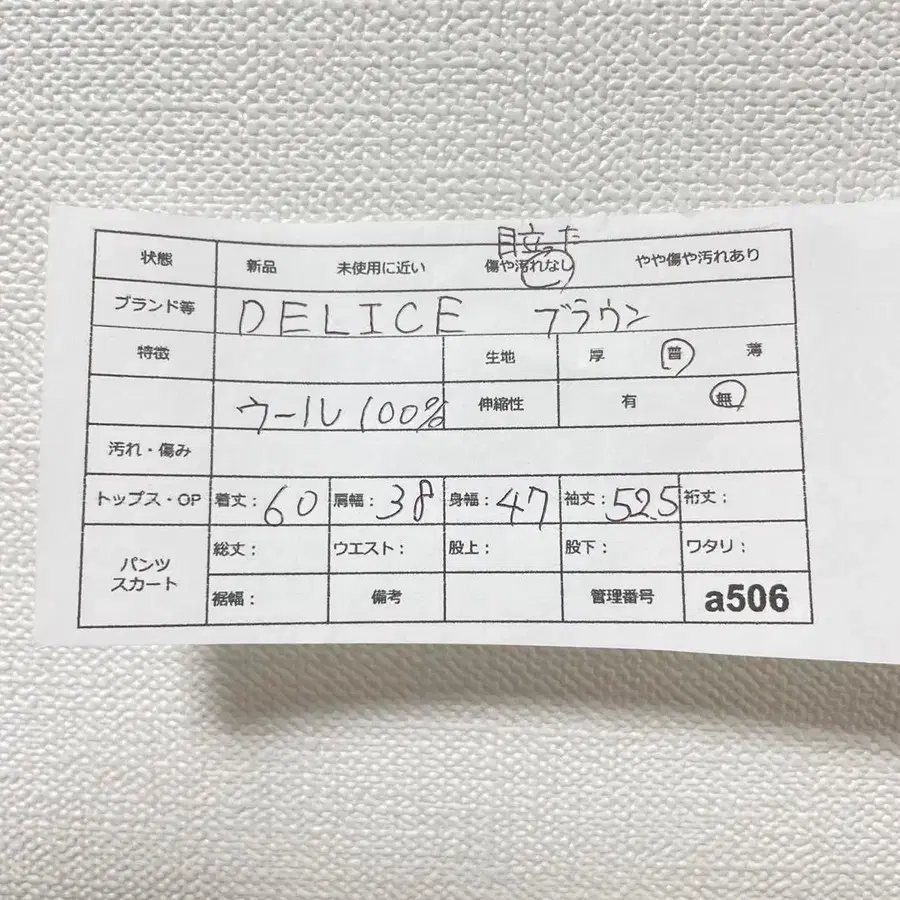 目立った
状態 新品 未使用に近い 傷や汚れなし やや傷や汚れあり
ブランド等 DELICE ブラウン
特徴 生地 厚 普 薄
ウール100% 伸縮性 有 無
汚れ・傷み
トップス・OP 着丈：60 肩幅：38 身幅：47 袖丈：52.5 裄丈：
パンツ スカート 総丈： ウエスト： 股上： 股下： ワタリ：
裾幅： 備考 管理番号 a506